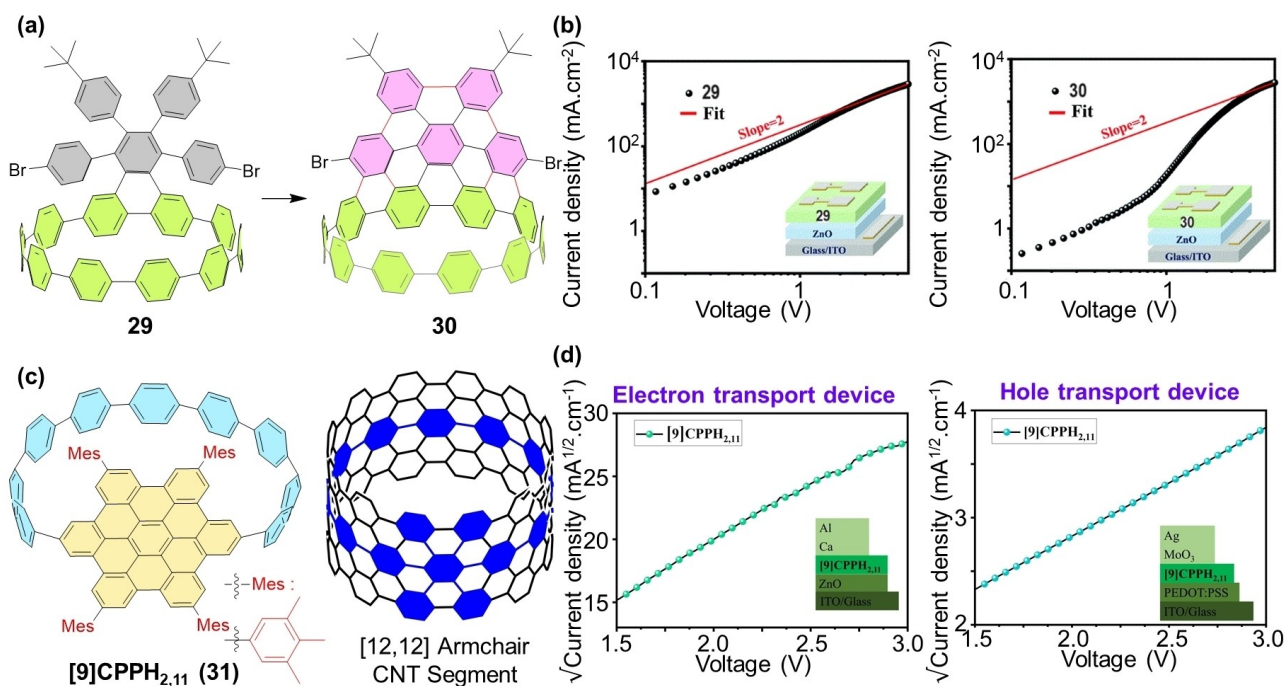 (a)
Br
Br
29
Br
Br
30
(b)
Current density (mA.cm⁻²)
10⁴
10²
1
29
Fit
Slope=2
29
ZnO
Glass/ITO
0.1
1
Voltage (V)
Current density (mA.cm⁻²)
10⁴
10²
1
30
Fit
Slope=2
30
ZnO
Glass/ITO
0.1
1
Voltage (V)
(c)
Mes
Mes
Mes
Mes
Mes :
[9]CPPH₂,₁₁ (31)
[12,12] Armchair
CNT Segment
(d)
Electron transport device
√Current density (mA¹ᐟ².cm⁻¹)
30
25
20
15
[9]CPPH₂,₁₁
Al
Ca
[9]CPPH₂,₁₁
ZnO
ITO/Glass
1.5
2.0
2.5
3.0
Voltage (V)
Hole transport device
√Current density (mA¹ᐟ².cm⁻¹)
4
3
2
[9]CPPH₂,₁₁
Ag
MoO₃
[9]CPPH₂,₁₁
PEDOT:PSS
ITO/Glass
1.5
2.0
2.5
3.0
Voltage (V)